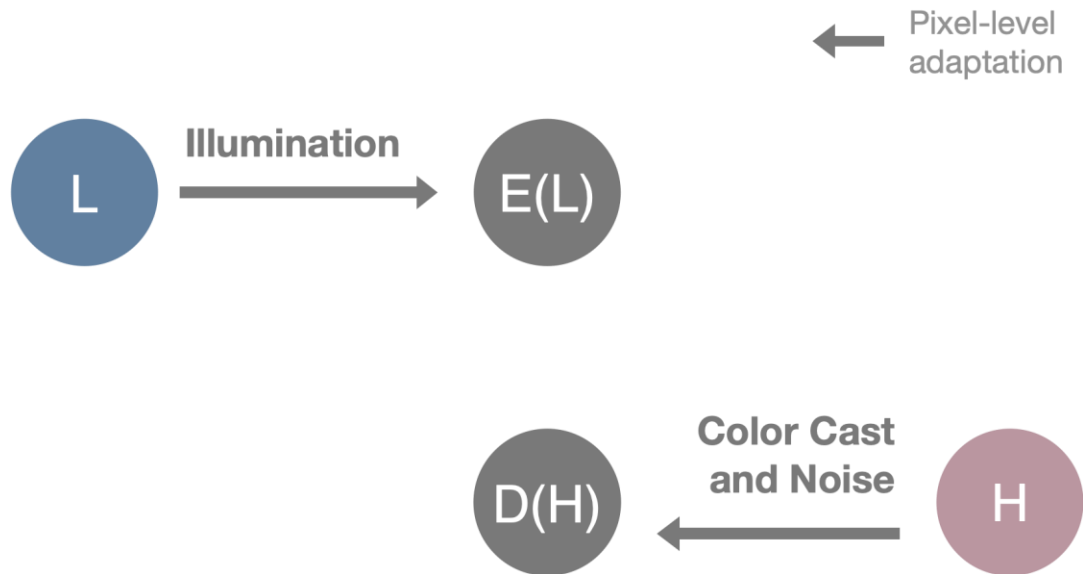 Pixel-level
adaptation
Illumination
L
E(L)
Color Cast
and Noise
D(H)
H